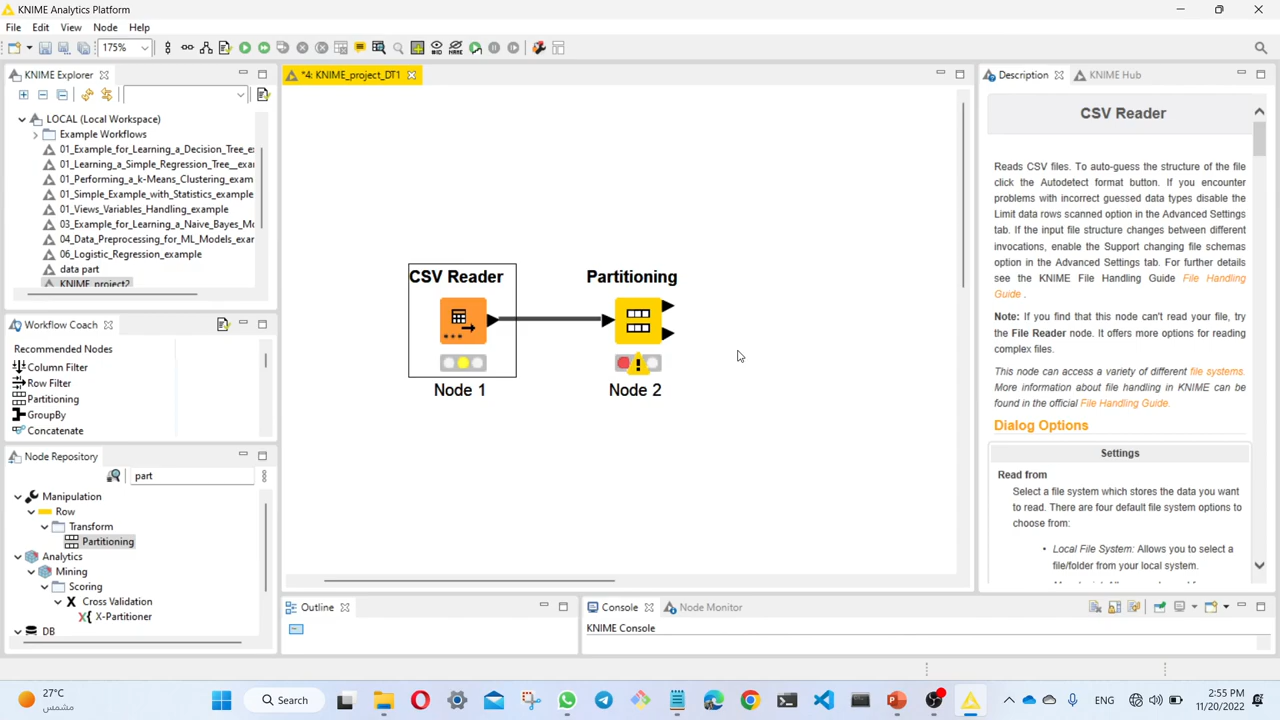 KNIME Analytics Platform
File Edit View Node Help
175%
KNIME Explorer
LOCAL (Local Workspace)
Example Workflows
01_Example_for_Learning_a_Decision_Tree_e
01_Learning_a_Simple_Regression_Tree__exa
01_Performing_a_k-Means_Clustering_exam
01_Simple_Example_with_Statistics_example
01_Views_Variables_Handling_example
03_Example_for_Learning_a_Naive_Bayes_Mo
04_Data_Preprocessing_for_ML_Models_exar
06_Logistic_Regression_example
data part
KNIME_project2
Workflow Coach
Recommended Nodes
Column Filter
Row Filter
Partitioning
GroupBy
Concatenate
Node Repository
part
Manipulation
Row
Transform
Partitioning
Analytics
Mining
Scoring
Cross Validation
X-Partitioner
DB
*4: KNIME_project_DT1
CSV Reader
Partitioning
Node 1
Node 2
Outline
Console
Node Monitor
KNIME Console
Description
KNIME Hub
CSV Reader
Reads CSV files. To auto-guess the structure of the file
click the Autodetect format button. If you encounter
problems with incorrect guessed data types disable the
Limit data rows scanned option in the Advanced Settings
tab. If the input file structure changes between different
invocations, enable the Support changing file schemas
option in the Advanced Settings tab. For further details
see the KNIME File Handling Guide File Handling
Guide .
Note: If you find that this node can't read your file, try
the File Reader node. It offers more options for reading
complex files.
This node can access a variety of different file systems.
More information about file handling in KNIME can be
found in the official File Handling Guide.
Dialog Options
Settings
Read from
Select a file system which stores the data you want
to read. There are four default file system options to
choose from:
• Local File System: Allows you to select a
file/folder from your local system.
27°C
مشمس
Search
ENG
2:55 PM
11/20/2022